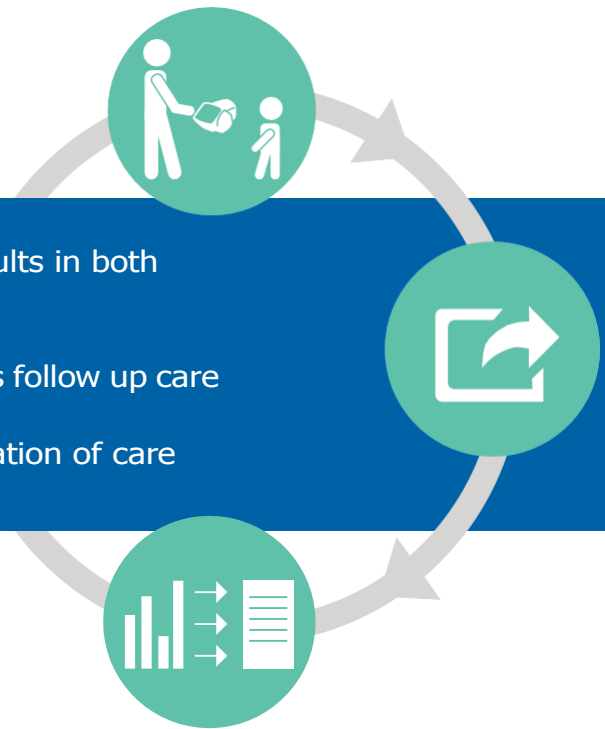 ults in both
s follow up care
ation of care